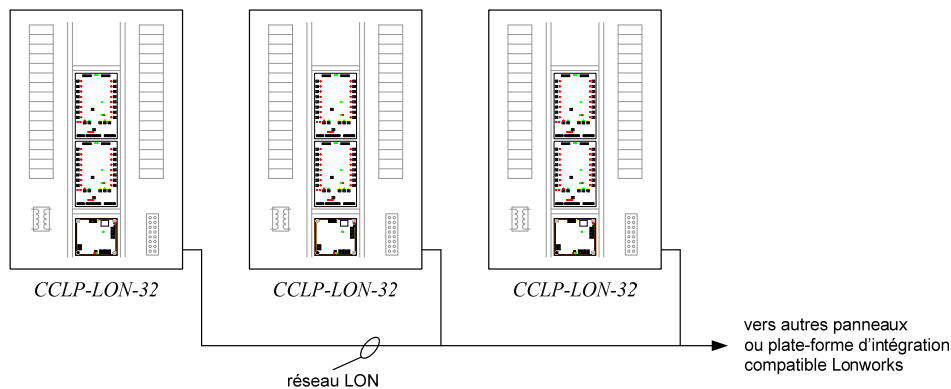 CCLP-LON-32
CCLP-LON-32
CCLP-LON-32
réseau LON
vers autres panneaux
ou plate-forme d'intégration
compatible Lonworks